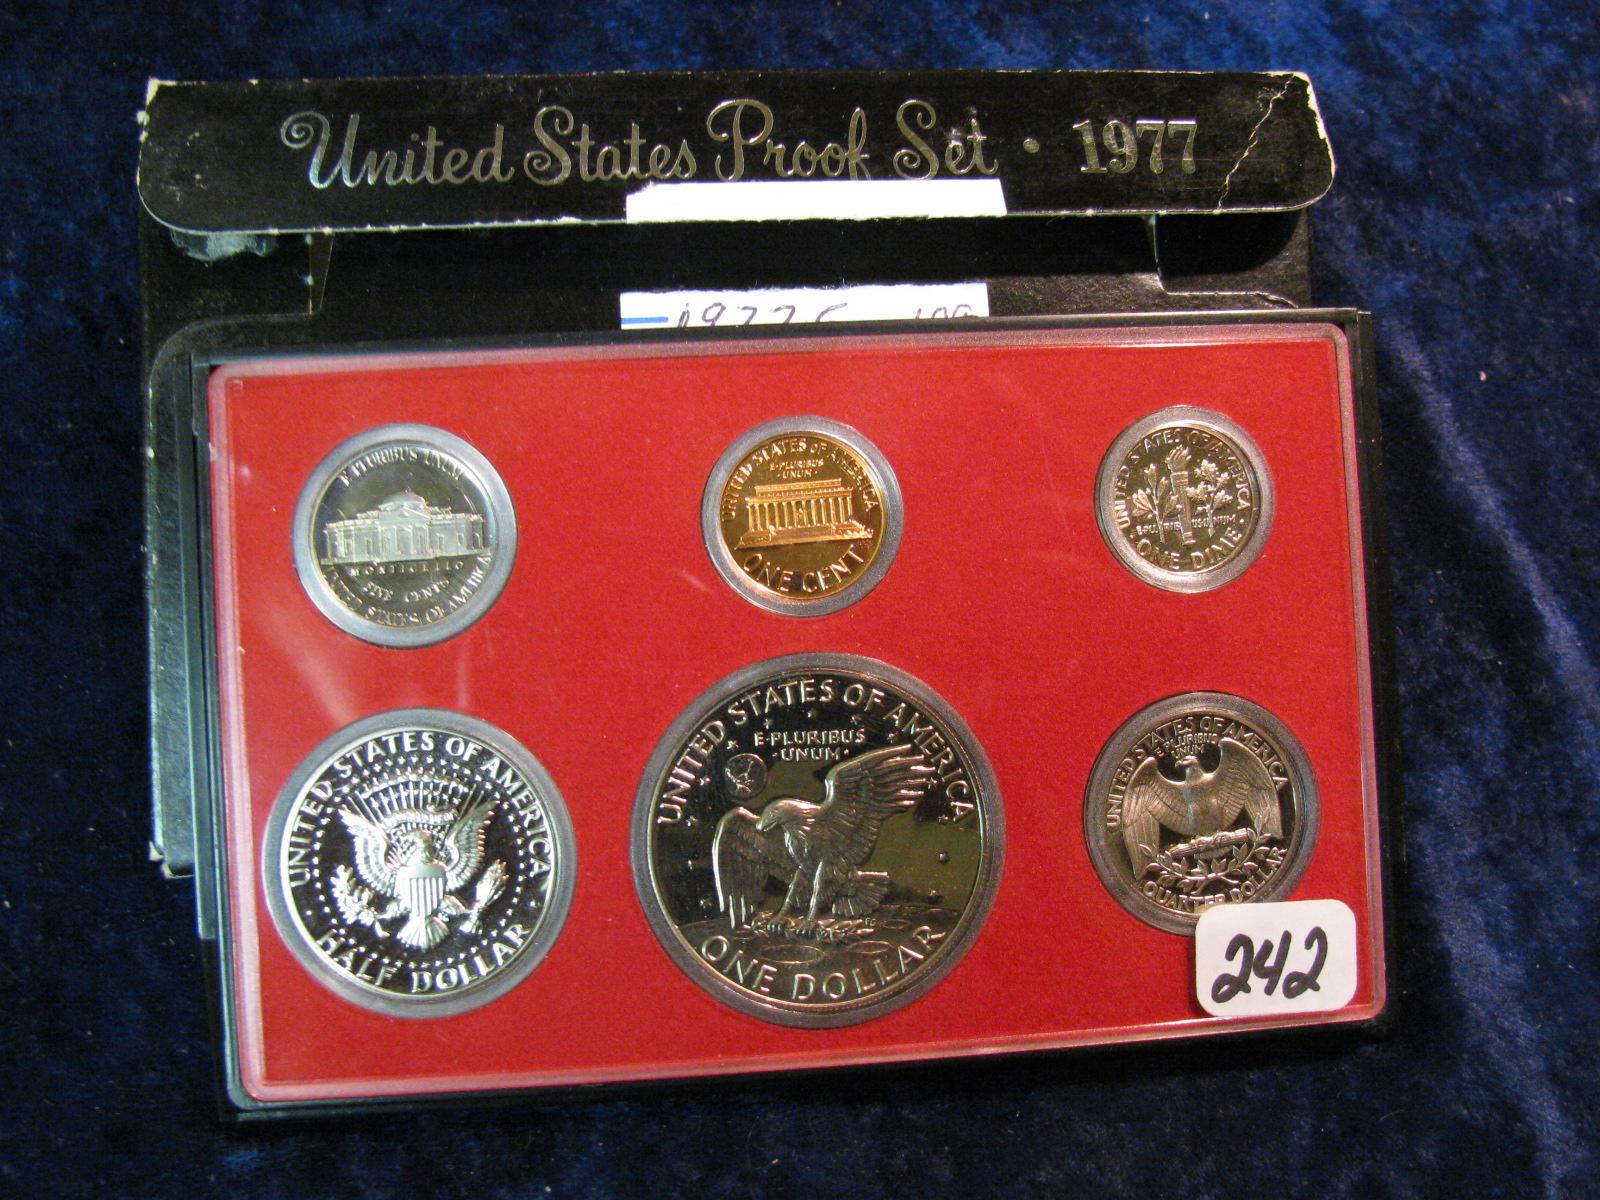 United States Proof Set · 1977
1977 S 100
E PLURIBUS UNUM
MONTICELLO
FIVE CENTS
UNITED STATES OF AMERICA
UNITED STATES OF AMERICA
E·PLURIBUS
·UNUM·
ONE CENT
UNITED STATES OF AMERICA
E PLURIBUS UNUM
·ONE DIME·
UNITED STATES OF AMERICA
· HALF DOLLAR ·
UNITED STATES OF AMERICA
E·PLURIBUS
·UNUM·
ONE DOLLAR
UNITED STATES OF AMERICA
E PLURIBUS
UNUM
QUARTER DOLLAR
242